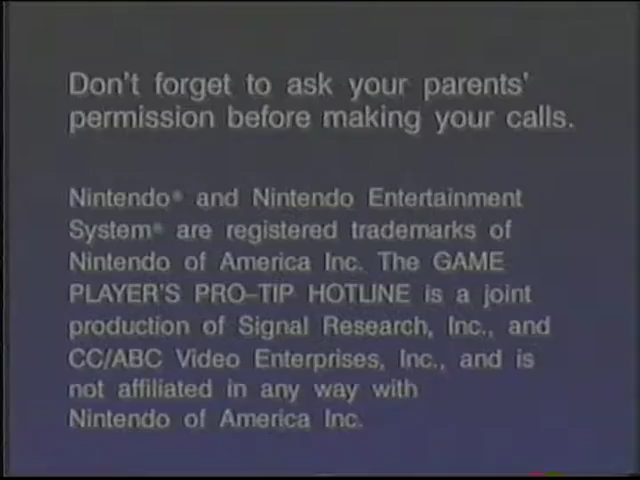 Don't forget to ask your parents'
permission before making your calls.
Nintendo® and Nintendo Entertainment
System® are registered trademarks of
Nintendo of America Inc. The GAME
PLAYER'S PRO–TIP HOTLINE is a joint
production of Signal Research, Inc., and
CC/ABC Video Enterprises, Inc., and is
not affiliated in any way with
Nintendo of America Inc.